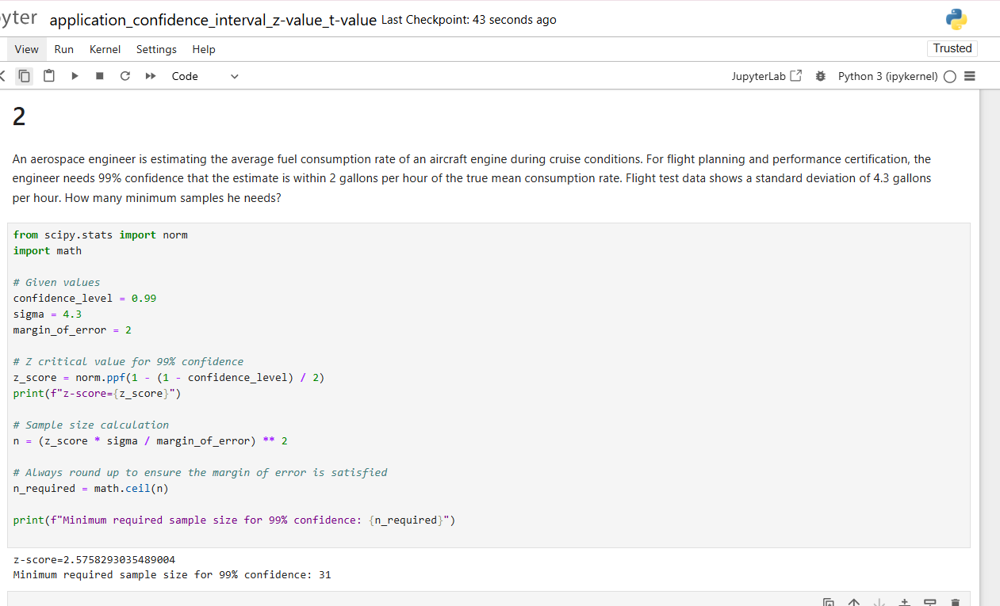 yter application_confidence_interval_z-value_t-value Last Checkpoint: 43 seconds ago
View Run Kernel Settings Help Trusted
Code JupyterLab Python 3 (ipykernel)
2
An aerospace engineer is estimating the average fuel consumption rate of an aircraft engine during cruise conditions. For flight planning and performance certification, the
engineer needs 99% confidence that the estimate is within 2 gallons per hour of the true mean consumption rate. Flight test data shows a standard deviation of 4.3 gallons
per hour. How many minimum samples he needs?
from scipy.stats import norm
import math
# Given values
confidence_level = 0.99
sigma = 4.3
margin_of_error = 2
# Z critical value for 99% confidence
z_score = norm.ppf(1 - (1 - confidence_level) / 2)
print(f"z-score={z_score}")
# Sample size calculation
n = (z_score * sigma / margin_of_error) ** 2
# Always round up to ensure the margin of error is satisfied
n_required = math.ceil(n)
print(f"Minimum required sample size for 99% confidence: {n_required}")
z-score=2.5758293035489004
Minimum required sample size for 99% confidence: 31